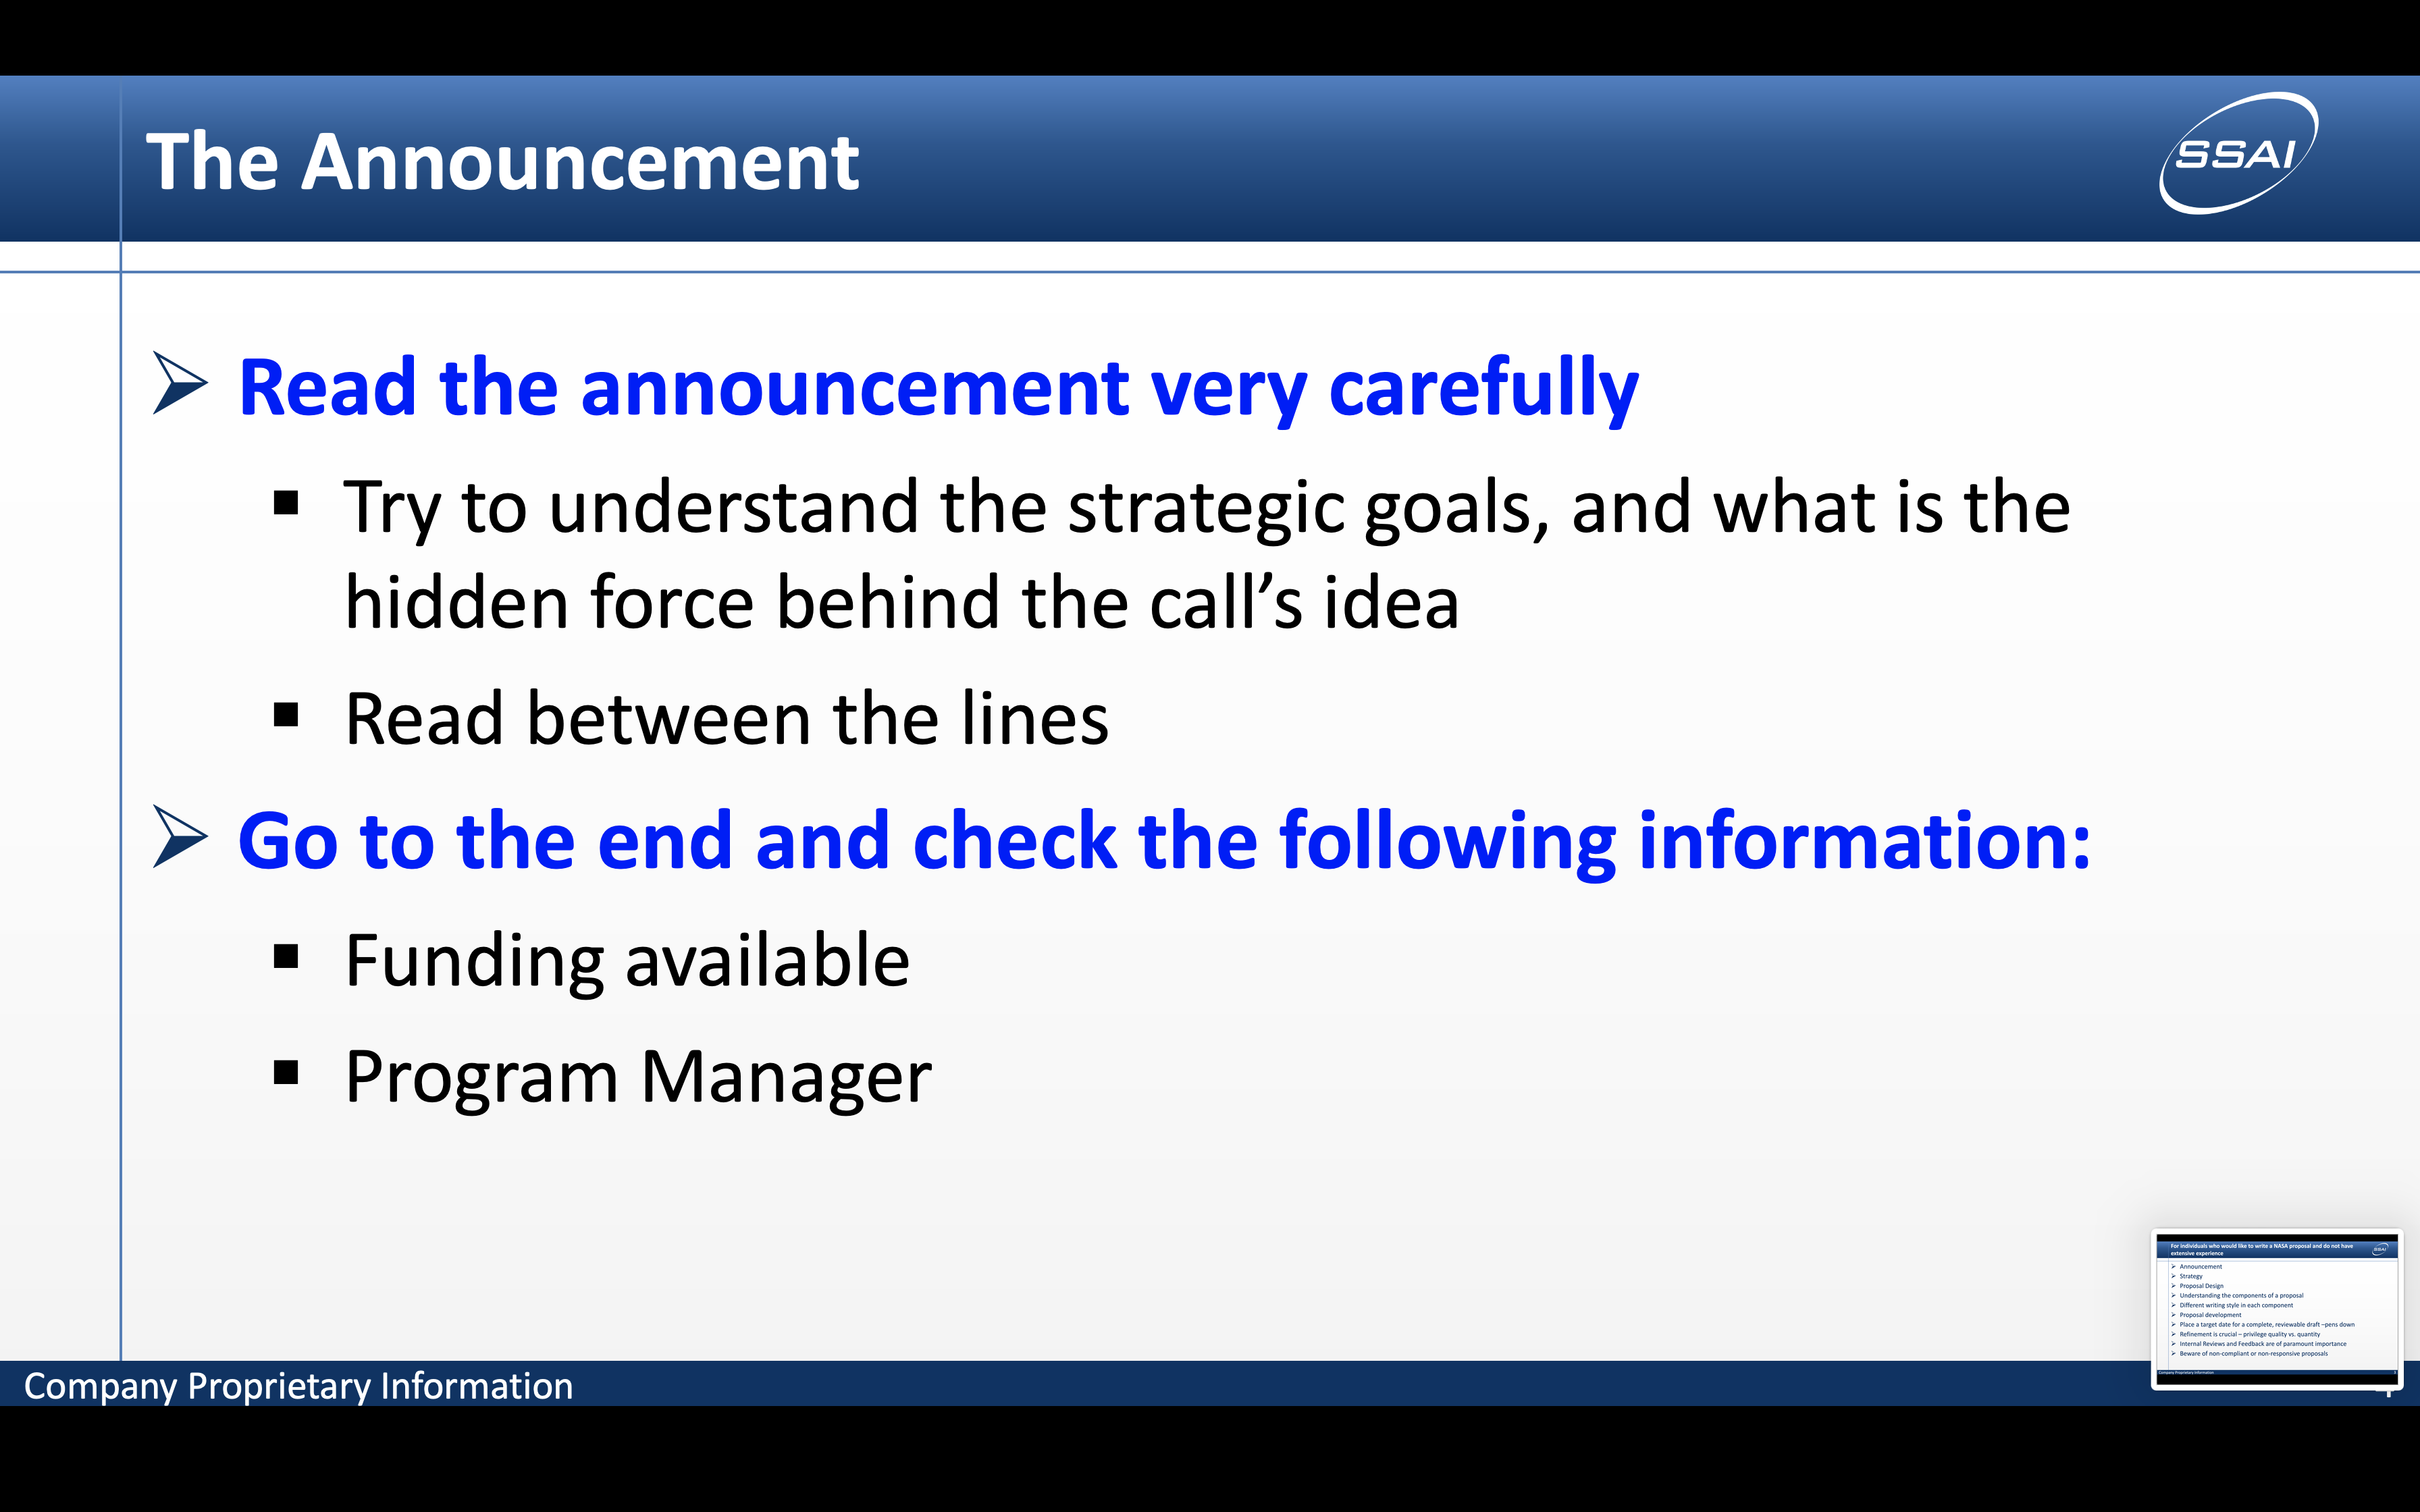 The Announcement
SSAI
Read the announcement very carefully
Try to understand the strategic goals, and what is the
hidden force behind the call’s idea
Read between the lines
Go to the end and check the following information:
Funding available
Program Manager
For individuals who would like to write a NASA proposal and do not have
extensive experience
SSAI
Announcement
Strategy
Proposal Design
Understanding the components of a proposal
Different writing style in each component
Proposal development
Place a target date for a complete, reviewable draft –pens down
Refinement is crucial – privilege quality vs. quantity
Internal Reviews and Feedback are of paramount importance
Beware of non-compliant or non-responsive proposals
Company Proprietary Information
Company Proprietary Information